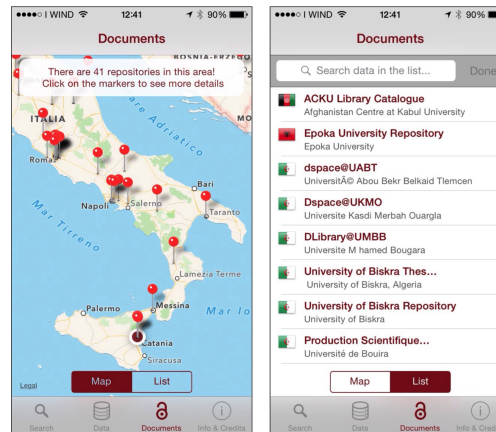 I WIND 12:41 90%
Documents
There are 41 repositories in this area!
Click on the markers to see more details
BOSNIA-ERZEGO
ITALIA
Mare Adriatico
MO
Roma
Bari
Napoli
Salerno
Taranto
Mar Tirreno
Lamezia Terme
Palermo
Messina
Mar Io
Catania
Siracusa
Legal
Map List
Search Data Documents Info & Credits
I WIND 12:41 90%
Documents
Search data in the list... Done
ACKU Library Catalogue
Afghanistan Centre at Kabul University
Epoka University Repository
Epoka University
dspace@UABT
UniversitÃ© Abou Bekr Belkaid Tlemcen
Dspace@UKMO
Universite Kasdi Merbah Ouargla
DLibrary@UMBB
Universite M hamed Bougara
University of Biskra Thes...
University of Biskra, Algeria
University of Biskra Repository
University of Biskra
Production Scientifique...
Université de Bouira
Map List
Search Data Documents Info & Credi